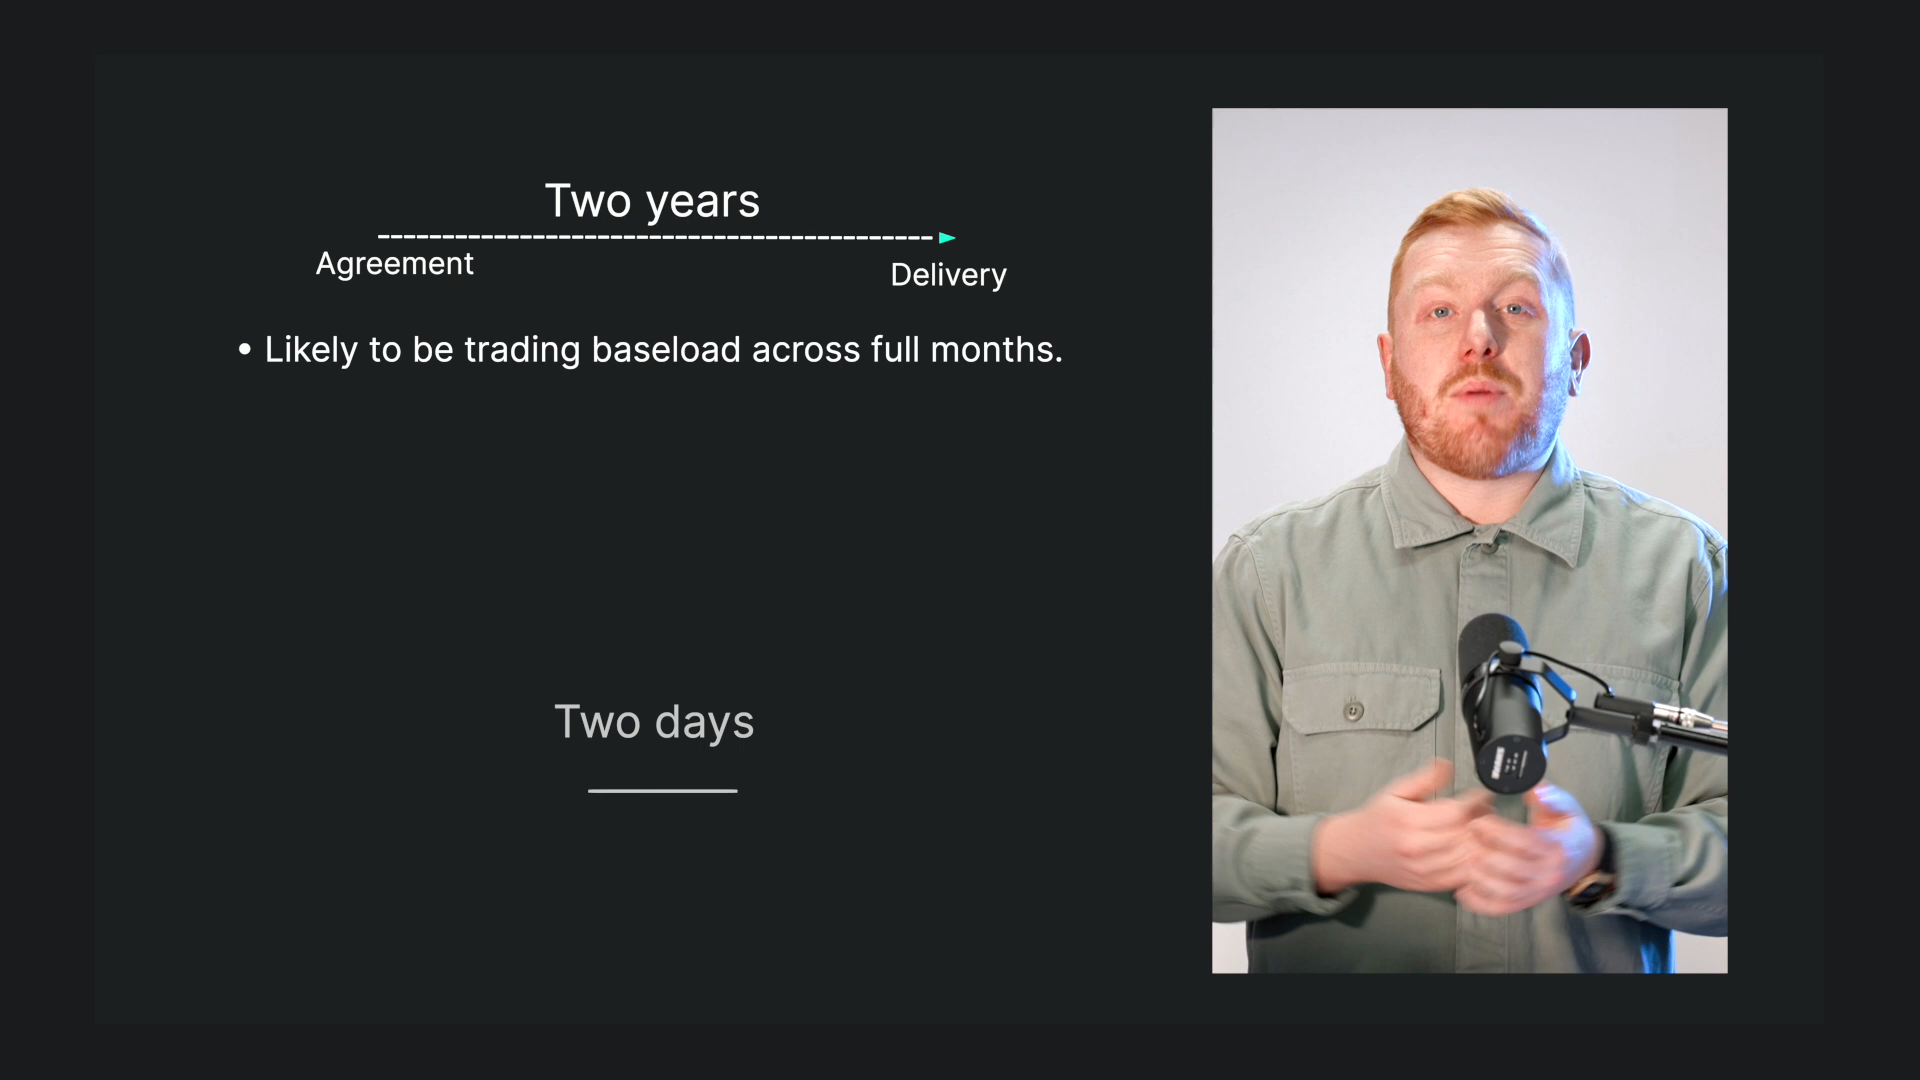 Two years
Agreement
Delivery
• Likely to be trading baseload across full months.
Two days